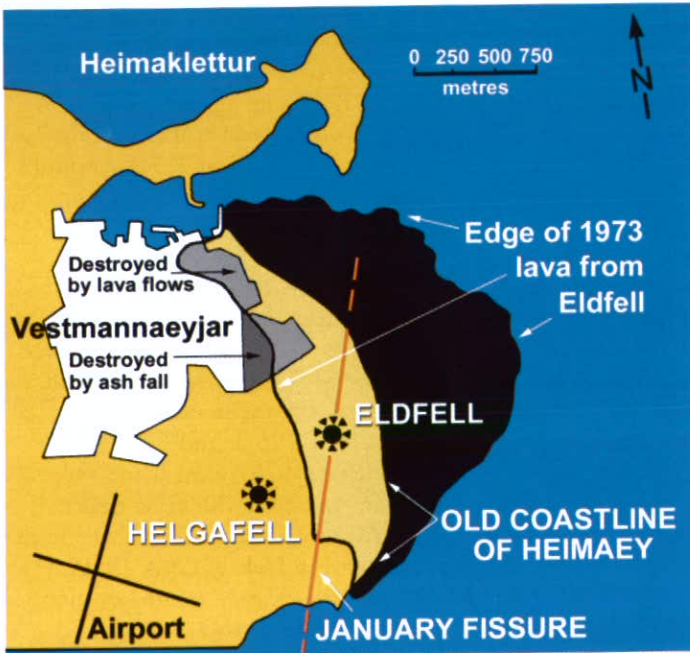 Heimaklettur
0 250 500 750
metres
N
Edge of 1973
lava from
Eldfell
Destroyed
by lava flows
Vestmannaeyjar
Destroyed
by ash fall
ELDFELL
HELGAFELL
OLD COASTLINE
OF HEIMAEY
Airport
JANUARY FISSURE